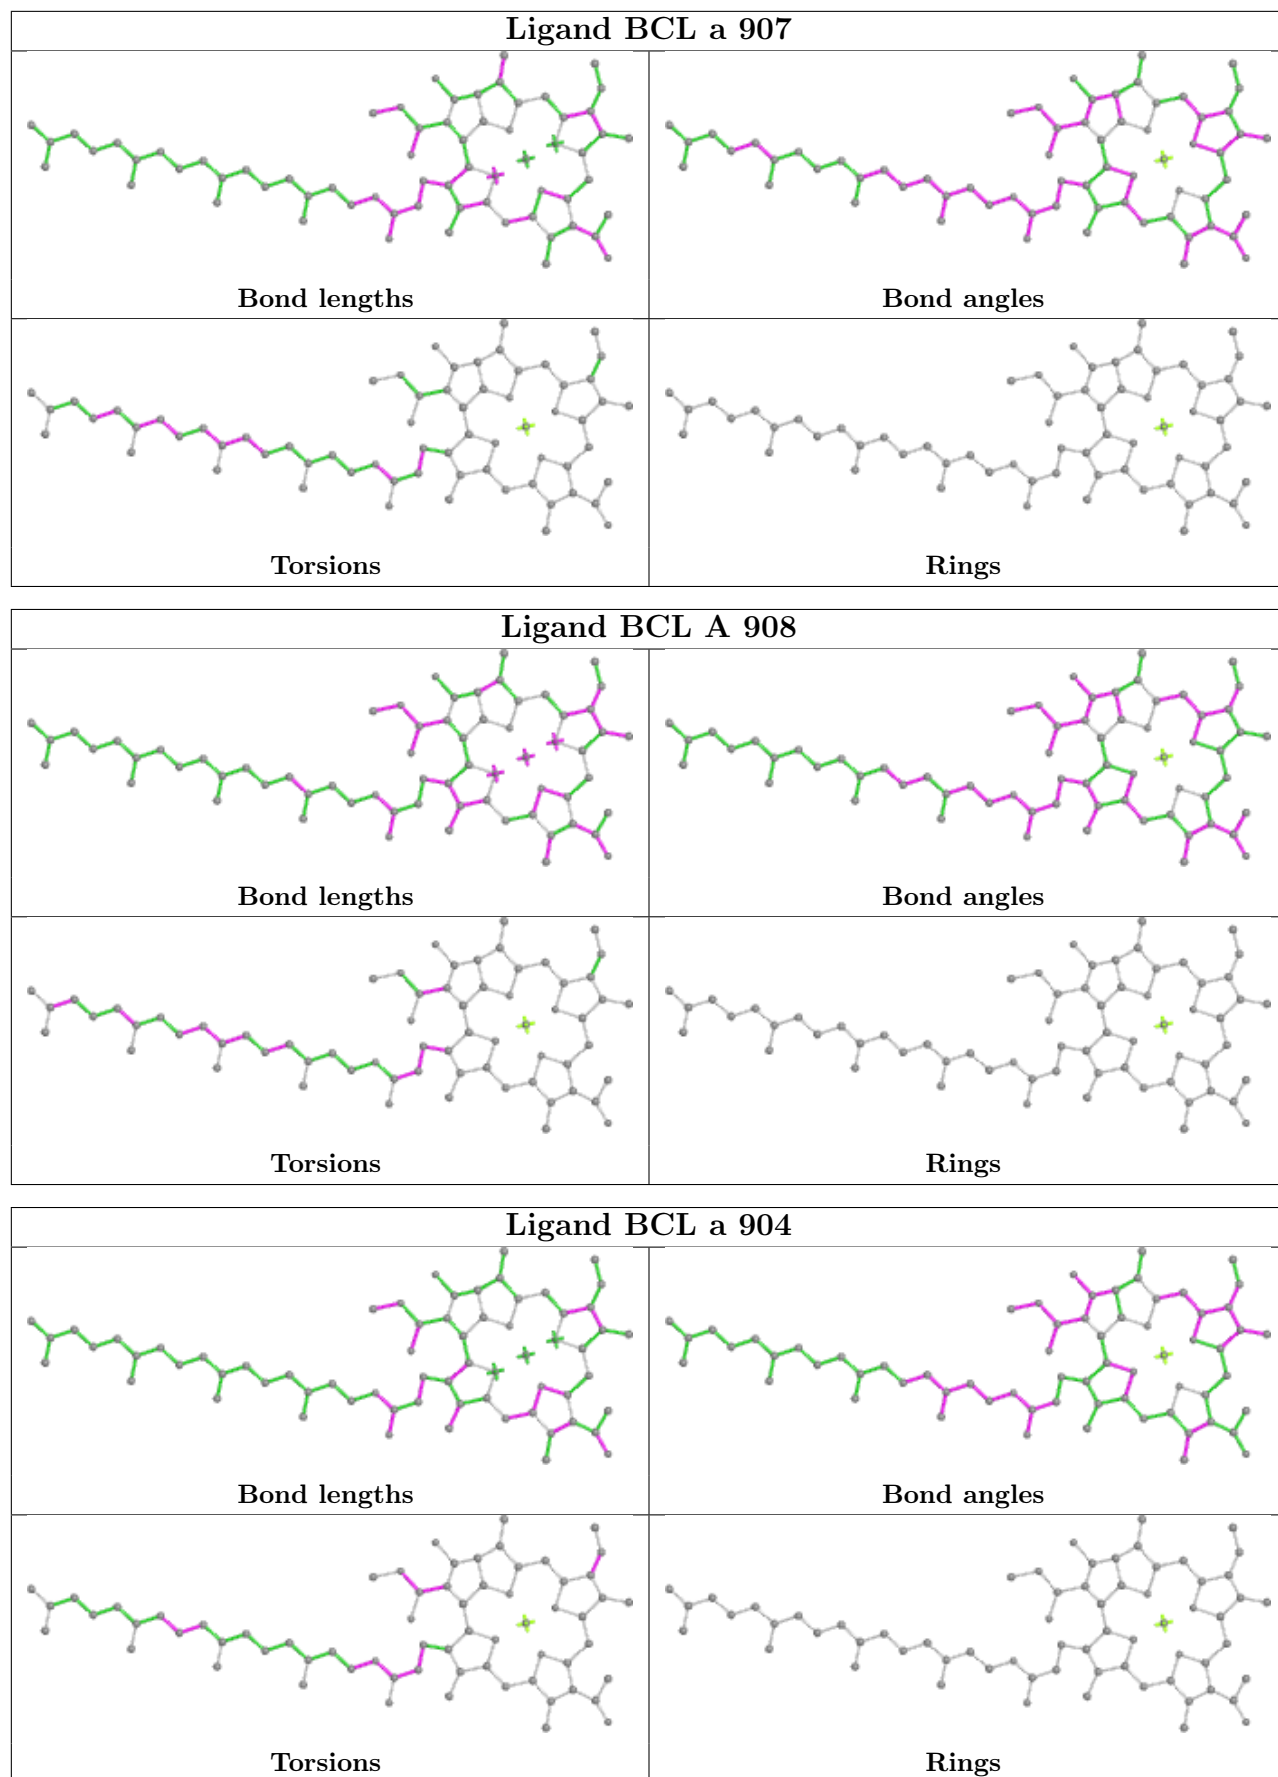 Ligand BCL a 907
Bond lengths
Bond angles
Torsions
Rings
Ligand BCL A 908
Bond lengths
Bond angles
Torsions
Rings
Ligand BCL a 904
Bond lengths
Bond angles
Torsions
Rings